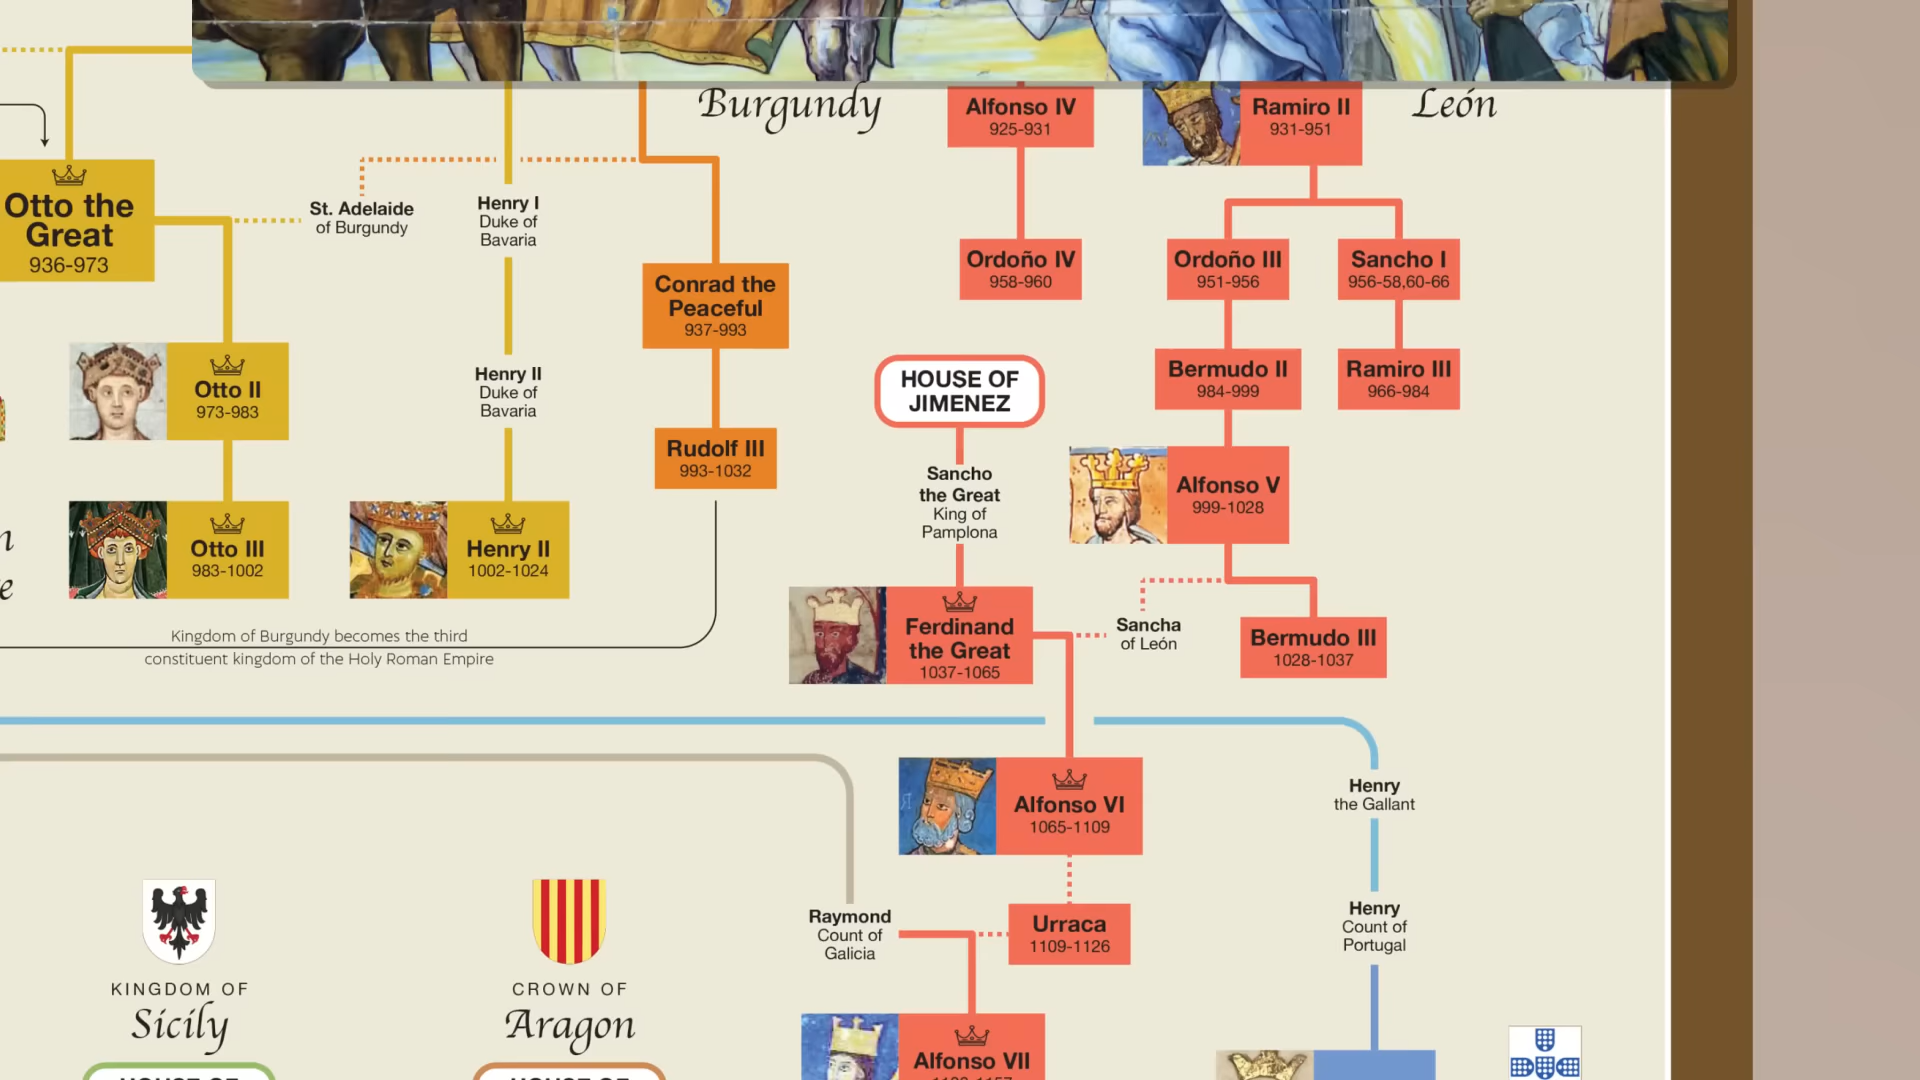 Burgundy
Alfonso IV
925-931
Ramiro II
931-951
León
Otto the
Great
936-973
St. Adelaide
of Burgundy
Henry I
Duke of
Bavaria
Conrad the
Peaceful
937-993
Ordoño IV
958-960
Ordoño III
951-956
Sancho I
956-58,60-66
Otto II
973-983
Henry II
Duke of
Bavaria
Rudolf III
993-1032
HOUSE OF
JIMENEZ
Bermudo II
984-999
Ramiro III
966-984
Sancho
the Great
King of
Pamplona
Alfonso V
999-1028
Otto III
983-1002
Henry II
1002-1024
Kingdom of Burgundy becomes the third
constituent kingdom of the Holy Roman Empire
Ferdinand
the Great
1037-1065
Sancha
of León
Bermudo III
1028-1037
Alfonso VI
1065-1109
Henry
the Gallant
Raymond
Count of
Galicia
Urraca
1109-1126
Henry
Count of
Portugal
KINGDOM OF
Sicily
CROWN OF
Aragon
Alfonso VII
HOUSE OF
HOUSE OF